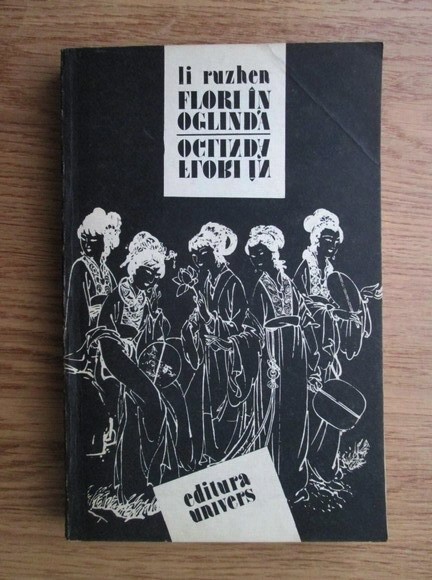 li ruzhen
FLORI ÎN
OGLINDĂ
OGLINDĂ
FLORI ÎN
editura
univers